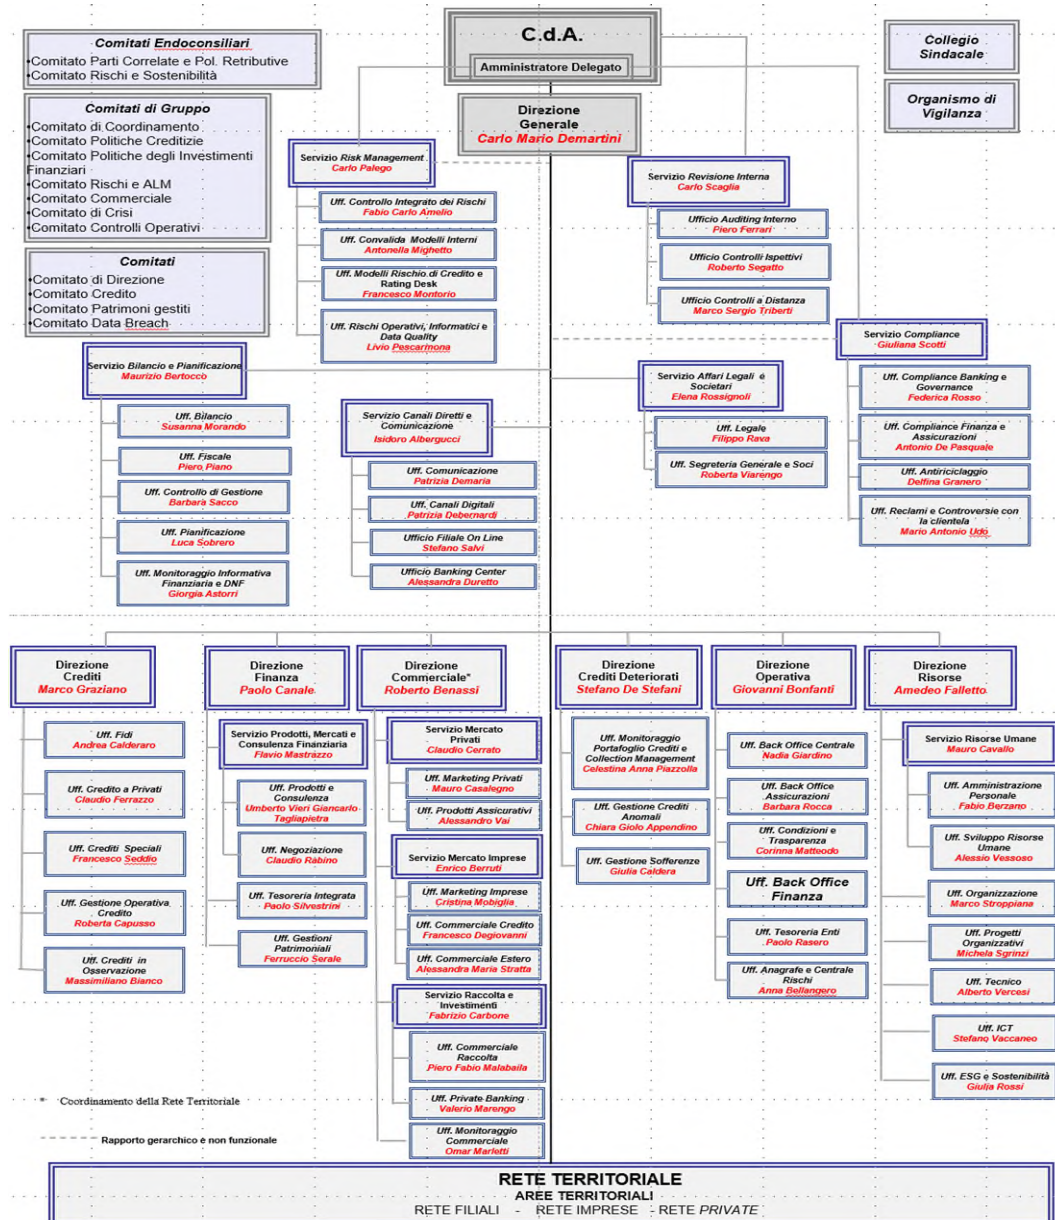 C.d.A.
Amministratore Delegato
Direzione
Generale
Carlo Mario Demartini
Comitati Endoconsiliari
•Comitato Parti Correlate e Pol. Retributive
•Comitato Rischi e Sostenibilità
Comitati di Gruppo
•Comitato di Coordinamento
•Comitato Politiche Creditizie
•Comitato Politiche degli Investimenti
Finanziari
•Comitato Rischi e ALM
•Comitato Commerciale
•Comitato di Crisi
•Comitato Controlli Operativi
Comitati
•Comitato di Direzione
•Comitato Credito
•Comitato Patrimoni gestiti
•Comitato Data Breach
Collegio
Sindacale
Organismo di
Vigilanza
Servizio Risk Management
Carlo Palego
Uff. Controllo Integrato dei Rischi
Fabio Carlo Amelio
Uff. Convalida Modelli Interni
Antonella Mighetto
Uff. Modelli Rischio di Credito e
Rating Desk
Francesco Montorio
Uff. Rischi Operativi, Informatici e
Data Quality
Livio Pescarmona
Servizio Revisione Interna
Carlo Scaglia
Ufficio Auditing Interno
Piero Ferrari
Ufficio Controlli Ispettivi
Roberto Segatto
Ufficio Controlli a Distanza
Marco Sergio Triberti
Servizio Compliance
Giuliana Scotti
Uff. Compliance Banking e
Governance
Federica Rosso
Uff. Compliance Finanza e
Assicurazioni
Antonio De Pasquale
Uff. Antiriciclaggio
Delfina Granero
Uff. Reclami e Controversie con
la clientela
Mario Antonio Udo
Servizio Bilancio e Pianificazione
Maurizio Bertocco
Uff. Bilancio
Susanna Morando
Uff. Fiscale
Piero Piano
Uff. Controllo di Gestione
Barbara Sacco
Uff. Pianificazione
Luca Sobrero
Uff. Monitoraggio Informativa
Finanziaria e DNF
Giorgia Astorri
Servizio Canali Diretti e
Comunicazione
Isidoro Albergucci
Uff. Comunicazione
Patrizia Demaria
Uff. Canali Digitali
Patrizia Debernardi
Ufficio Filiale On Line
Stefano Salvi
Ufficio Banking Center
Alessandra Duretto
Servizio Affari Legali e
Societari
Elena Rossignoli
Uff. Legale
Filippo Rava
Uff. Segreteria Generale e Soci
Roberta Viarengo
Direzione
Crediti
Marco Graziano
Uff. Fidi
Andrea Calderaro
Uff. Credito a Privati
Claudio Ferrazzo
Uff. Crediti Speciali
Francesco Seddio
Uff. Gestione Operativa
Credito
Roberta Capusso
Uff. Crediti in
Osservazione
Massimiliano Bianco
Direzione
Finanza
Paolo Canale
Servizio Prodotti, Mercati e
Consulenza Finanziaria
Flavio Mastrazzo
Uff. Prodotti e
Consulenza
Umberto Vieri Giancarlo
Tagliapietra
Uff. Negoziazione
Claudio Rabino
Uff. Tesoreria Integrata
Paolo Silvestrini
Uff. Gestioni
Patrimoniali
Ferruccio Serale
Direzione
Commerciale*
Roberto Benassi
Servizio Mercato
Privati
Claudio Cerrato
Uff. Marketing Privati
Mauro Casalegno
Uff. Prodotti Assicurativi
Alessandro Vai
Servizio Mercato Imprese
Enrico Berruti
Uff. Marketing Imprese
Cristina Mobiglia
Uff. Commerciale Credito
Francesco Degiovanni
Uff. Commerciale Estero
Alessandra Maria Stratta
Servizio Raccolta e
Investimenti
Fabrizio Carbone
Uff. Commerciale
Raccolta
Piero Fabio Malabaila
Uff. Private Banking
Valerio Marengo
Uff. Monitoraggio
Commerciale
Omar Marletti
Direzione
Crediti Deteriorati
Stefano De Stefani
Uff. Monitoraggio
Portafoglio Crediti e
Collection Management
Celestina Anna Piazzolla
Uff. Gestione Crediti
Anomali
Chiara Giolo Appendino
Uff. Gestione Sofferenze
Giulia Caldera
Direzione
Operativa
Giovanni Bonfanti
Uff. Back Office Centrale
Nadia Giardino
Uff. Back Office
Assicurazioni
Barbara Rocca
Uff. Condizioni e
Trasparenza
Corinna Matteodo
Uff. Back Office
Finanza
Uff. Tesoreria Enti
Paolo Rasero
Uff. Anagrafe e Centrale
Rischi
Anna Bellangero
Direzione
Risorse
Amedeo Falletto
Servizio Risorse Umane
Mauro Cavallo
Uff. Amministrazione
Personale
Fabio Berzano
Uff. Sviluppo Risorse
Umane
Alessio Vessoso
Uff. Organizzazione
Marco Stroppiana
Uff. Progetti
Organizzativi
Michela Sgrinzi
Uff. Tecnico
Alberto Vercesi
Uff. ICT
Stefano Vaccaneo
Uff. ESG e Sostenibilità
Giulia Rossi
* Coordinamento della Rete Territoriale
Rapporto gerarchico e non funzionale
RETE TERRITORIALE
AREE TERRITORIALI
RETE FILIALI - RETE IMPRESE - RETE PRIVATE